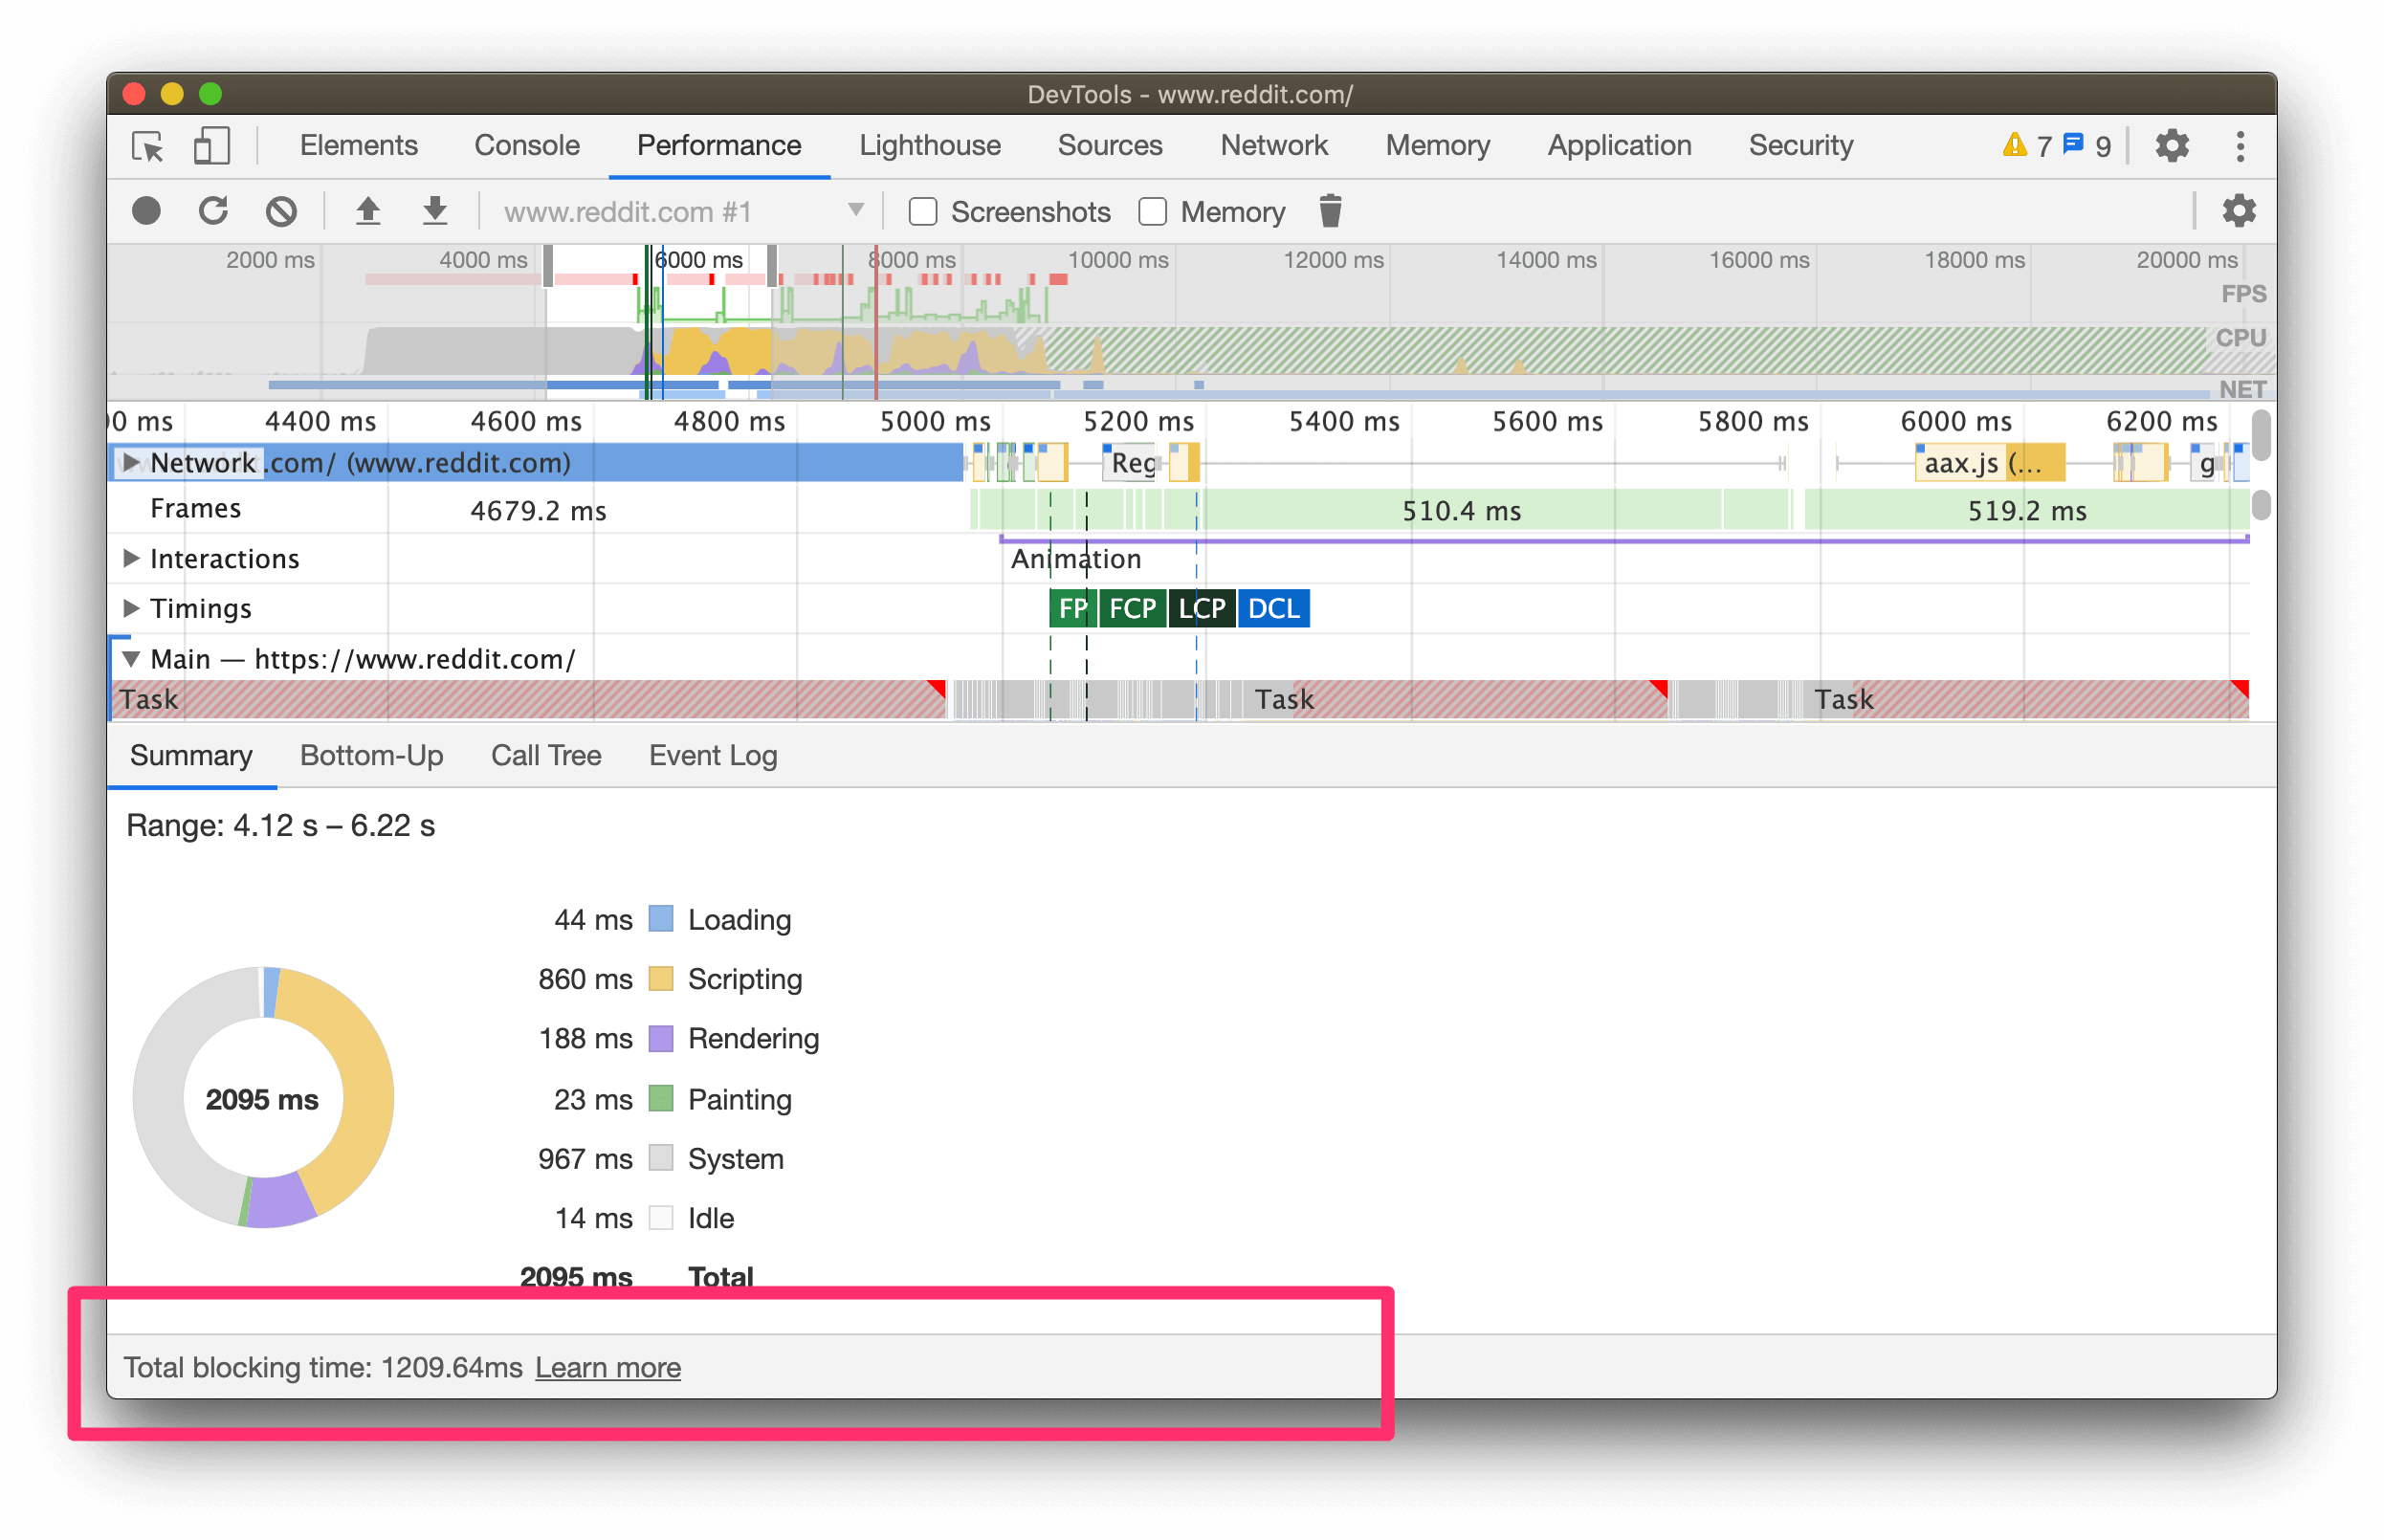 DevTools - www.reddit.com/
Elements Console Performance Lighthouse Sources Network Memory Application Security 7 9
www.reddit.com #1 Screenshots Memory
2000 ms 4000 ms 6000 ms 8000 ms 10000 ms 12000 ms 14000 ms 16000 ms 18000 ms 20000 ms
FPS
CPU
NET
00 ms 4400 ms 4600 ms 4800 ms 5000 ms 5200 ms 5400 ms 5600 ms 5800 ms 6000 ms 6200 ms
Network .com/ (www.reddit.com) Reg aax.js (... g
Frames 4679.2 ms 510.4 ms 519.2 ms
Interactions Animation
Timings FP FCP LCP DCL
Main — https://www.reddit.com/
Task Task Task
Summary Bottom-Up Call Tree Event Log
Range: 4.12 s – 6.22 s
44 ms Loading
860 ms Scripting
188 ms Rendering
2095 ms
23 ms Painting
967 ms System
14 ms Idle
2095 ms Total
Total blocking time: 1209.64ms Learn more